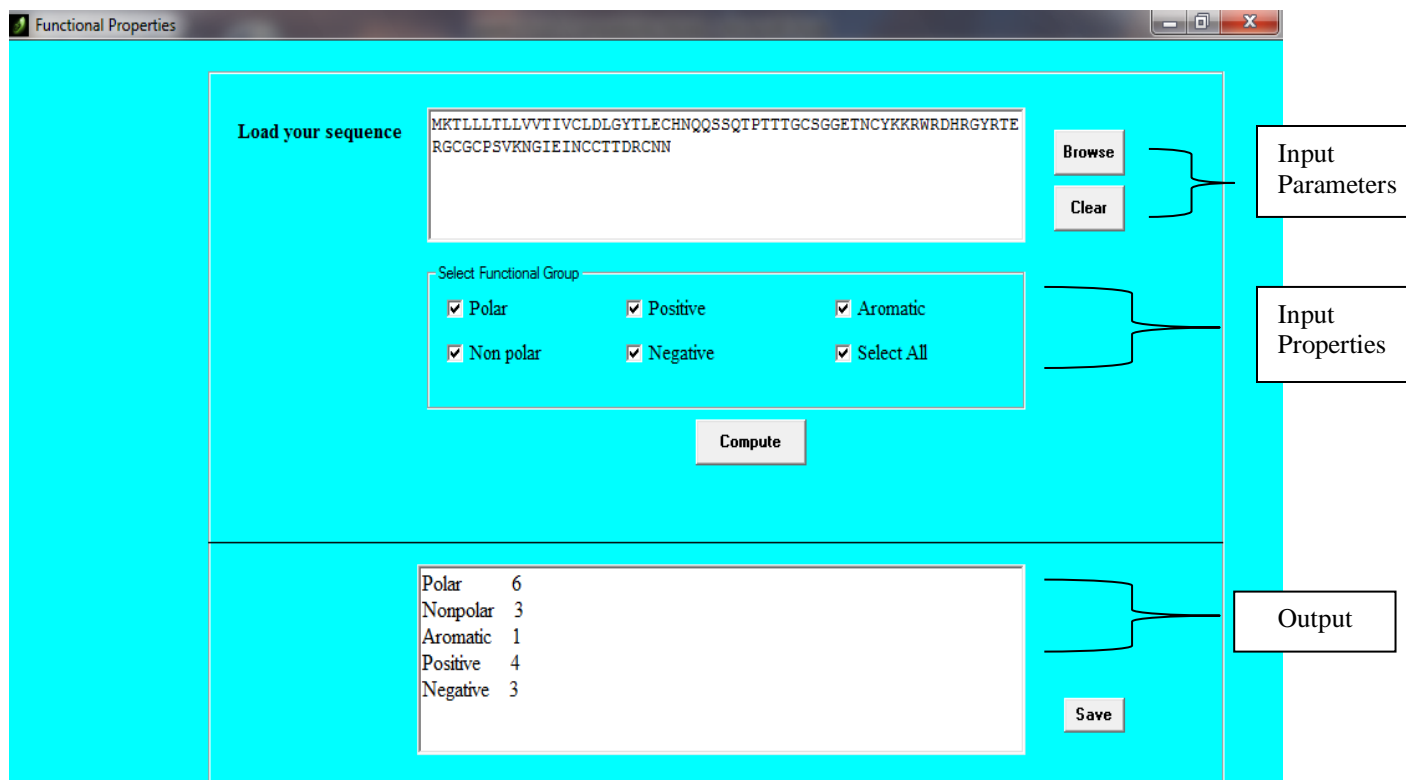 Functional Properties
Load your sequence
MKTLLLTLLVVTIVCLDLGYTLECHNQQSSQTPTTTGCSGGETNCYKKRWRDHRGYRTE
RGCGCPSVKNGIEINCCTTDRCNN
Browse
Clear
Input
Parameters
Select Functional Group
Polar
Positive
Aromatic
Non polar
Negative
Select All
Input
Properties
Compute
Polar 6
Nonpolar 3
Aromatic 1
Positive 4
Negative 3
Output
Save